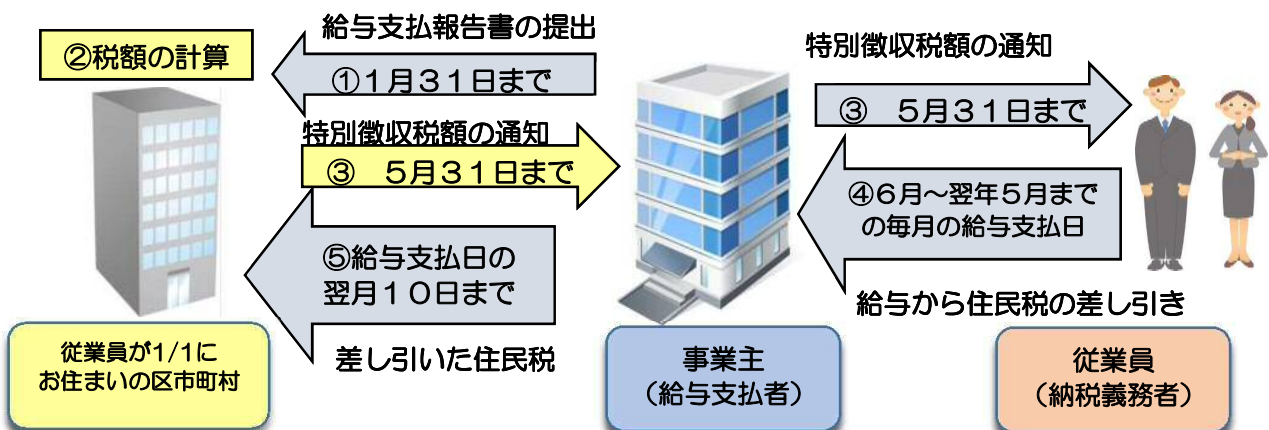 給与支払報告書の提出
②税額の計算
①1月31日まで
特別徴収税額の通知
③　5月31日まで
⑤給与支払日の
翌月10日まで
差し引いた住民税
従業員が1/1に
お住まいの区市町村
事業主
（給与支払者）
特別徴収税額の通知
③　5月31日まで
④6月～翌年5月まで
の毎月の給与支払日
給与から住民税の差し引き
従業員
（納税義務者）